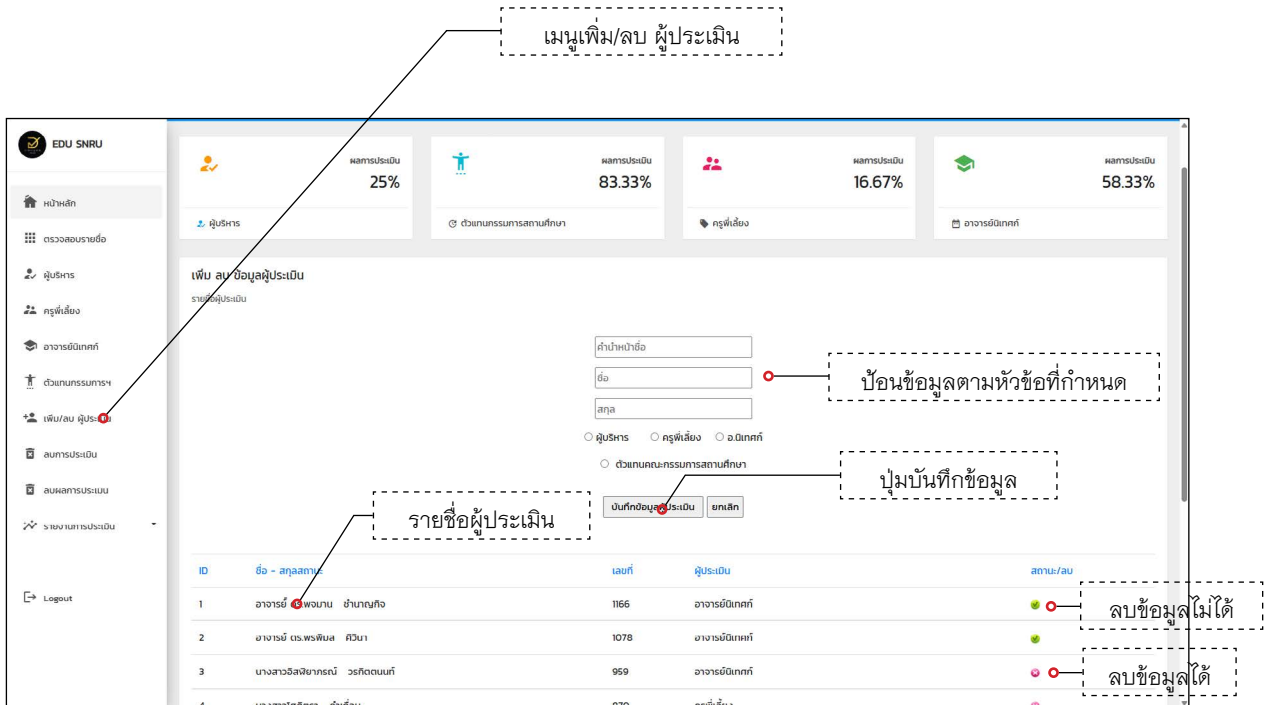 เมนูเพิ่ม/ลบ ผู้ประเมิน
EDU SNRU
หน้าหลัก
ตรวจสอบรายชื่อ
ผู้บริหาร
ครูพี่เลี้ยง
อาจารย์นิเทศก์
ตัวแทนกรรมการฯ
เพิ่ม/ลบ ผู้ประเมิน
ลบการประเมิน
ลบผลการประเมิน
รายงานการประเมิน
Logout
ผลการประเมิน
25%
ผู้บริหาร
ผลการประเมิน
83.33%
ตัวแทนกรรมการสถานศึกษา
ผลการประเมิน
16.67%
ครูพี่เลี้ยง
ผลการประเมิน
58.33%
อาจารย์นิเทศก์
เพิ่ม ลบ ข้อมูลผู้ประเมิน
รายชื่อผู้ประเมิน
คำนำหน้าชื่อ
ชื่อ
สกุล
ป้อนข้อมูลตามหัวข้อที่กำหนด
ผู้บริหาร ครูพี่เลี้ยง อ.นิเทศก์
ตัวแทนคณะกรรมการสถานศึกษา
ปุ่มบันทึกข้อมูล
บันทึกข้อมูลผู้ประเมิน ยกเลิก
รายชื่อผู้ประเมิน
ID ชื่อ - สกุลสถานะ เลขที่ ผู้ประเมิน สถานะ/ลบ
1 อาจารย์ ดร.พจมาน ชำนาญกิจ 1166 อาจารย์นิเทศก์
ลบข้อมูลไม่ได้
2 อาจารย์ ดร.พรพิมล ศิวินา 1078 อาจารย์นิเทศก์
3 นางสาวอิสพิยาภรณ์ วรกิตตนนท์ 959 อาจารย์นิเทศก์
ลบข้อมูลได้